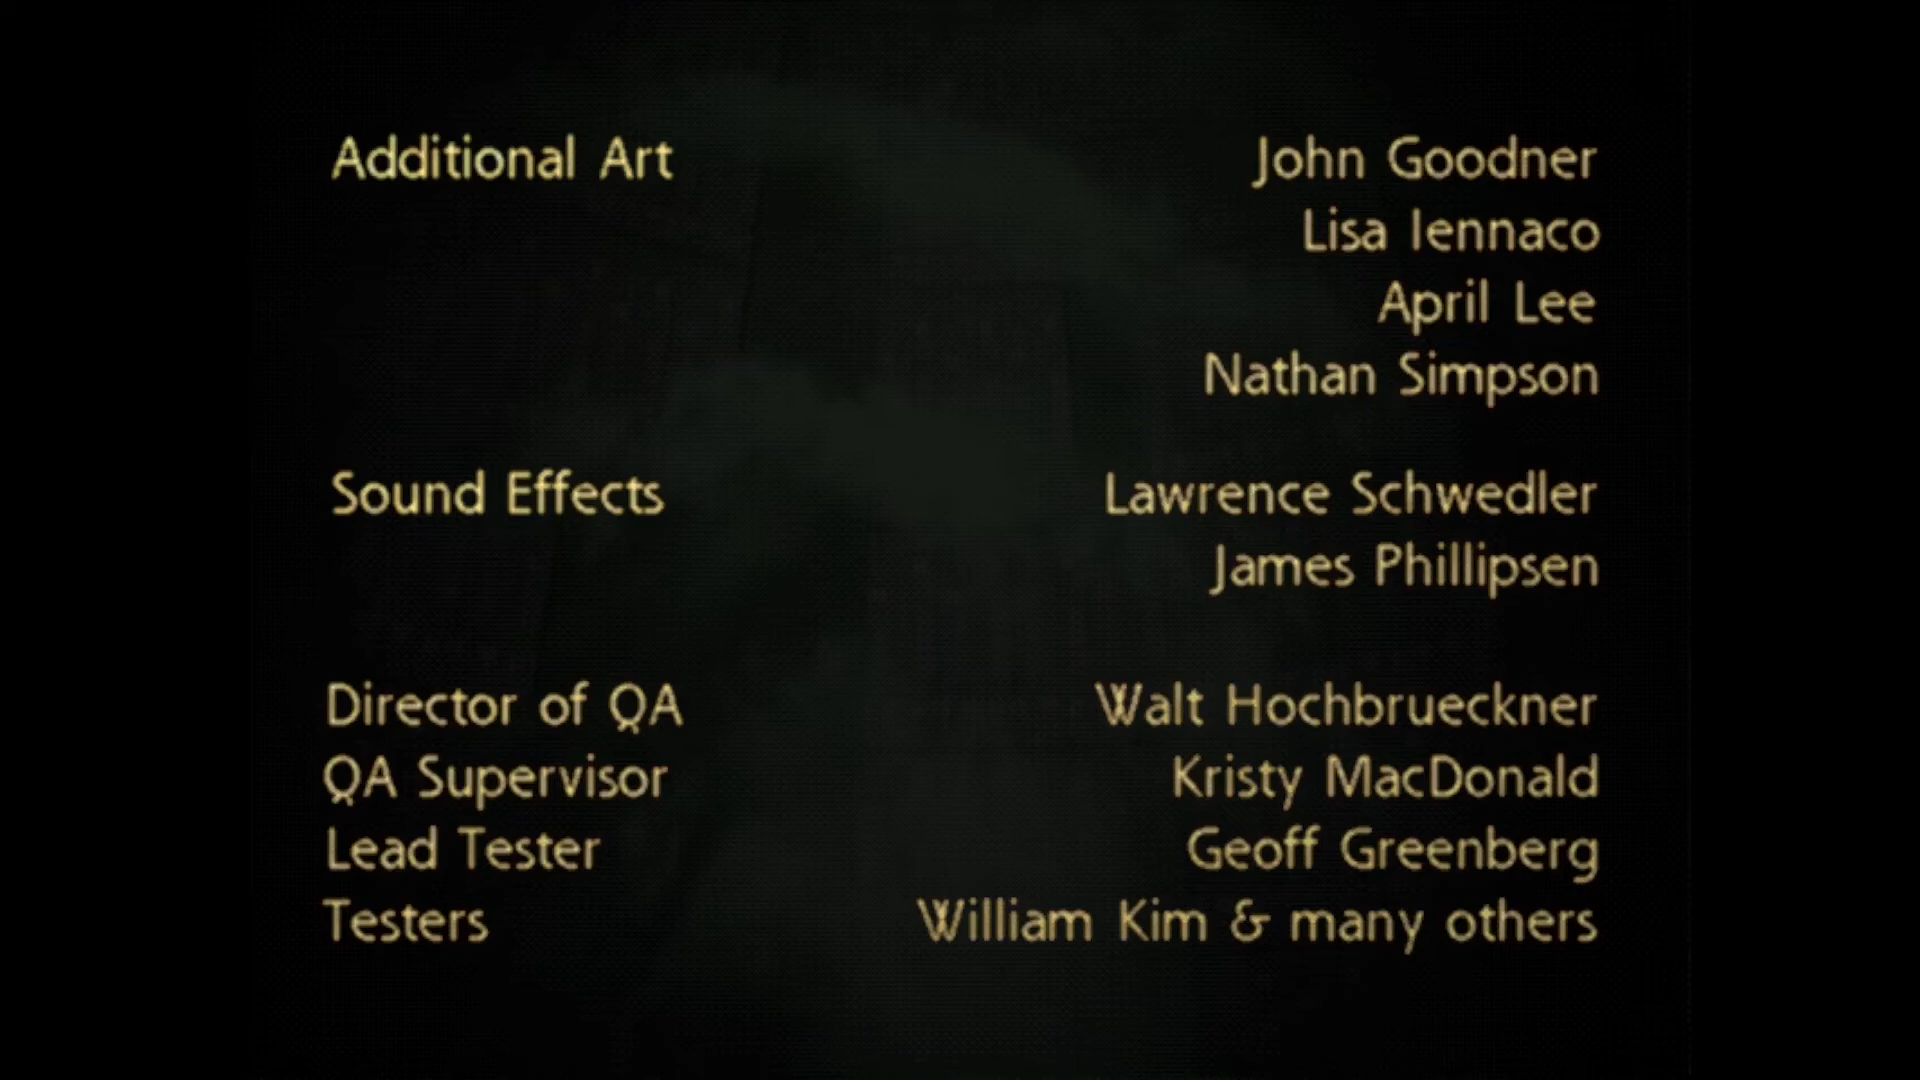 Additional Art John Goodner
Lisa Iennaco
April Lee
Nathan Simpson
Sound Effects Lawrence Schwedler
James Phillipsen
Director of QA Walt Hochbrueckner
QA Supervisor Kristy MacDonald
Lead Tester Geoff Greenberg
Testers William Kim & many others